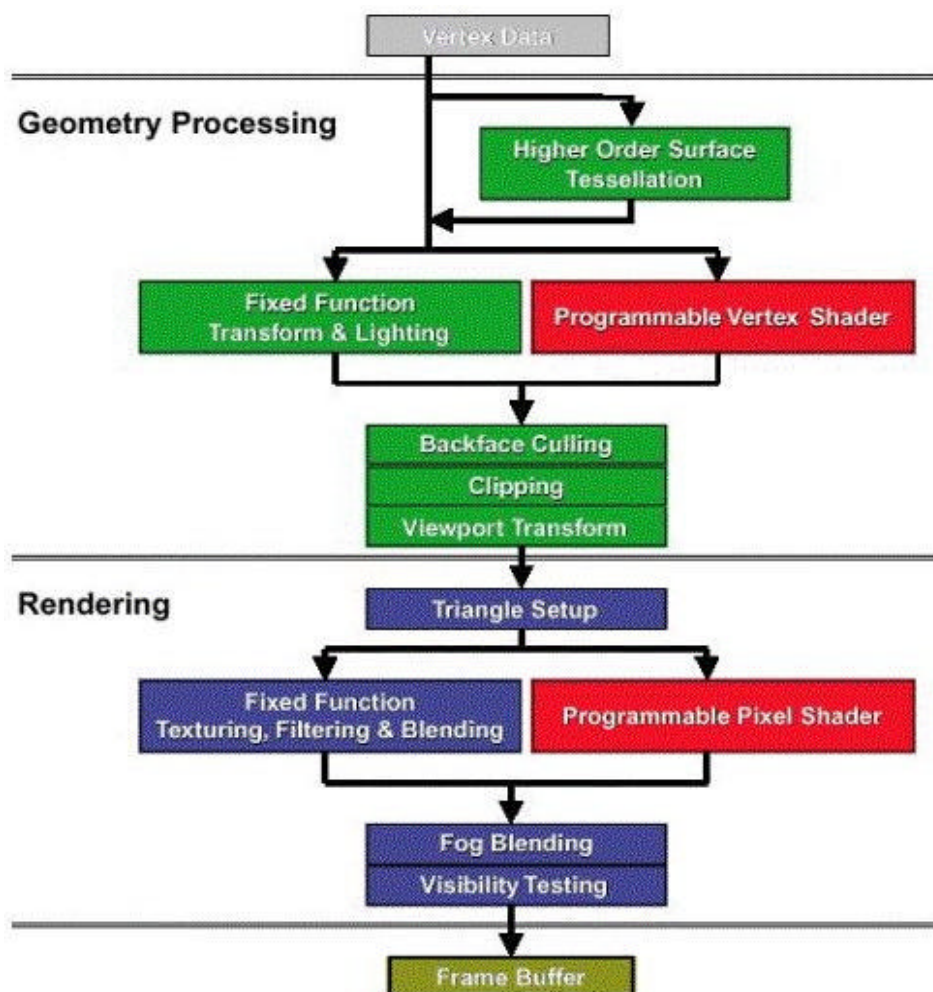 Vertex Data
Geometry Processing
Higher Order Surface
Tessellation
Fixed Function
Transform & Lighting
Programmable Vertex Shader
Backface Culling
Clipping
Viewport Transform
Rendering
Triangle Setup
Fixed Function
Texturing, Filtering & Blending
Programmable Pixel Shader
Fog Blending
Visibility Testing
Frame Buffer